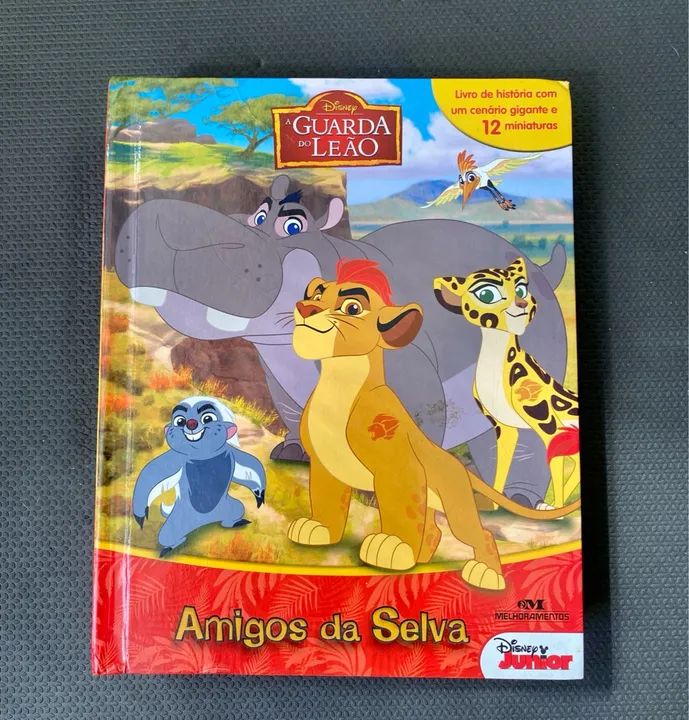 Disney
A GUARDA
DO LEÃO
Livro de história com
um cenário gigante e
12 miniaturas
Amigos da Selva
M
MELHORAMENTOS
Disney
Junior